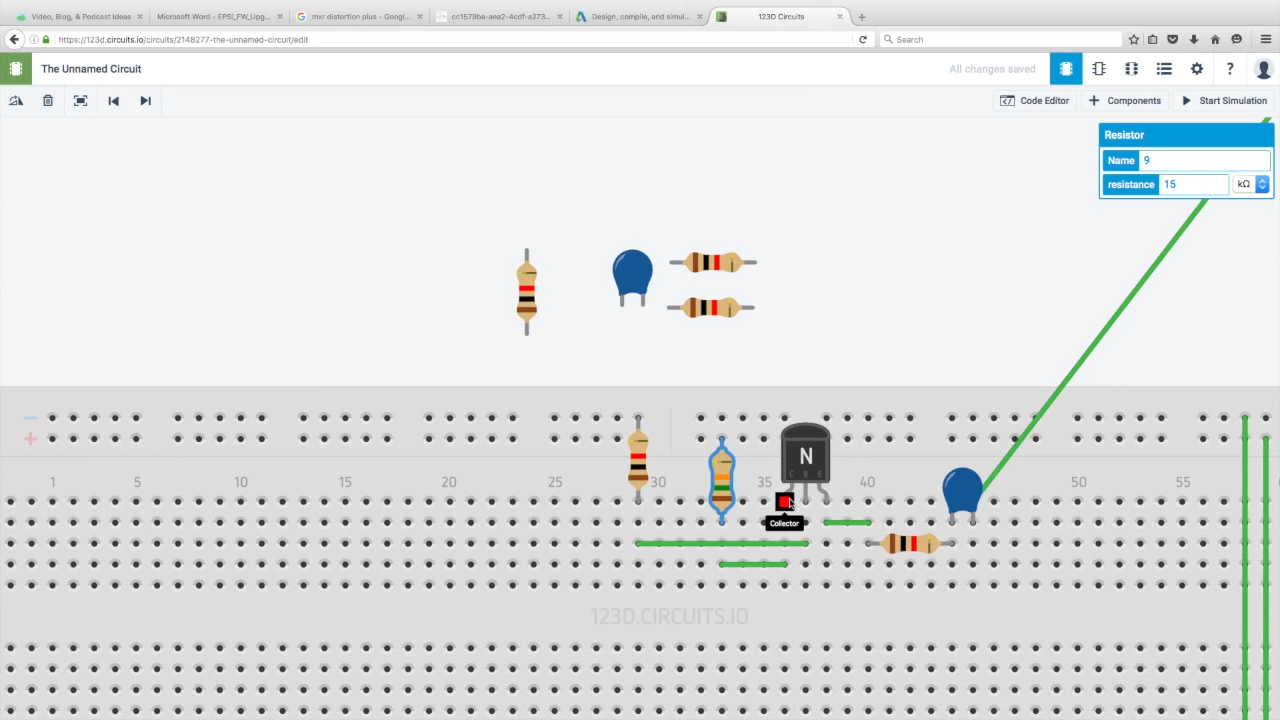 Video, Blog, & Podcast Ideas
Microsoft Word - EPSi_FW_Upg...
mxr distortion plus - Googl...
cc1579ba-aea2-4cdf-a273...
Design, compile, and simul...
123D Circuits
https://123d.circuits.io/circuits/2148277-the-unnamed-circuit/edit
Search
The Unnamed Circuit
All changes saved
Code Editor
Components
Start Simulation
Resistor
Name 9
resistance 15 kΩ
N
C B E
1 5 10 15 20 25 30 35 40 50 55
Collector
123D.CIRCUITS.IO